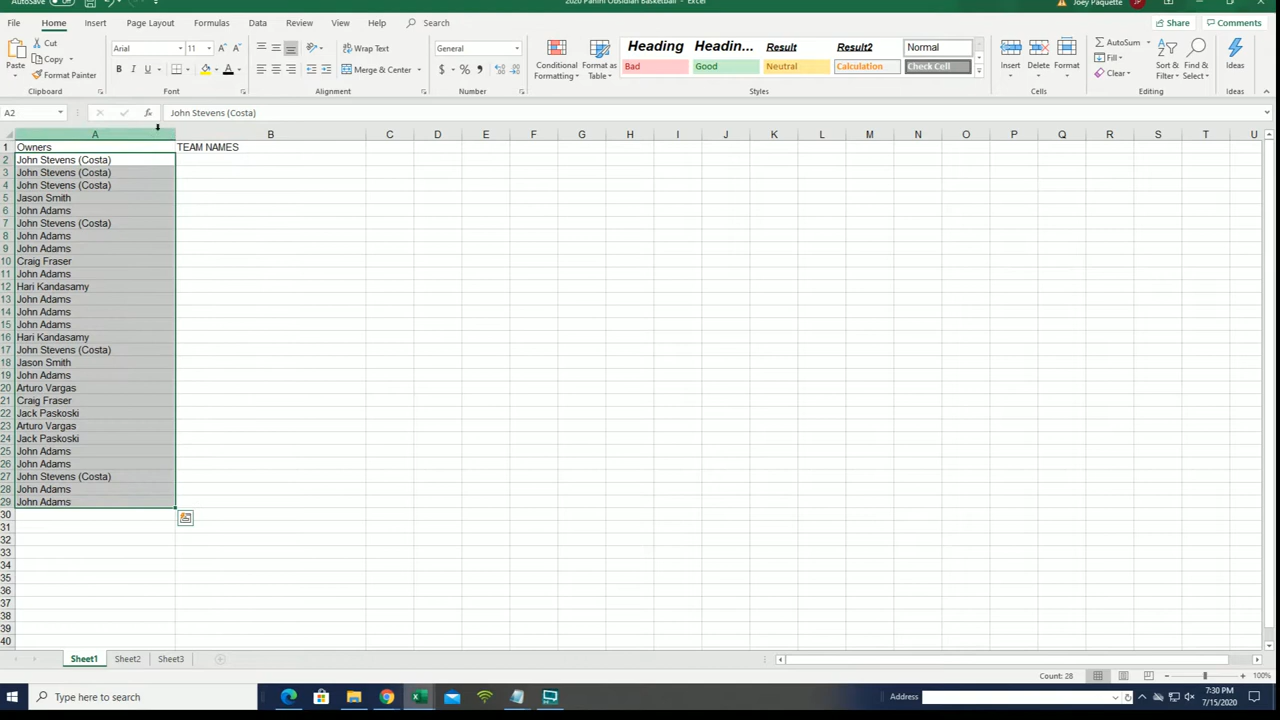 AutoSave Off 2020 Panini Obsidian Basketball - Excel Joey Paquette JP
File Home Insert Page Layout Formulas Data Review View Help Search Share Comments
Paste Cut Copy Format Painter Clipboard
Arial 11 A A B I U A Font
Wrap Text Merge & Center Alignment
General $ % Number
Conditional Formatting Format as Table
Heading Headin... Result Result2 Normal
Bad Good Neutral Calculation Check Cell
Styles
Insert Delete Format Cells
AutoSum Fill Clear Sort & Filter Find & Select Editing
Ideas Ideas
A2 fx John Stevens (Costa)
A B C D E F G H I J K L M N O P Q R S T U
1 Owners TEAM NAMES
2 John Stevens (Costa)
3 John Stevens (Costa)
4 John Stevens (Costa)
5 Jason Smith
6 John Adams
7 John Stevens (Costa)
8 John Adams
9 John Adams
10 Craig Fraser
11 John Adams
12 Hari Kandasamy
13 John Adams
14 John Adams
15 John Adams
16 Hari Kandasamy
17 John Stevens (Costa)
18 Jason Smith
19 John Adams
20 Arturo Vargas
21 Craig Fraser
22 Jack Paskoski
23 Arturo Vargas
24 Jack Paskoski
25 John Adams
26 John Adams
27 John Stevens (Costa)
28 John Adams
29 John Adams
30
31
32
33
34
35
36
37
38
39
40
Sheet1 Sheet2 Sheet3
Count: 28 100%
Type here to search Address 7:30 PM
7/15/2020